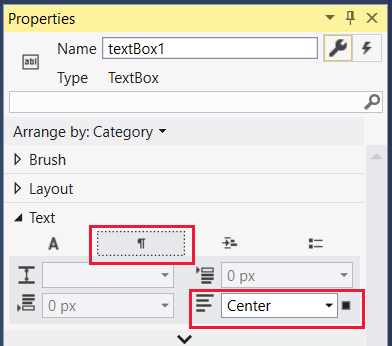 Properties
Name textBox1
abl
Type TextBox
Arrange by: Category
Brush
Layout
Text
A ¶
0 px
0 px Center